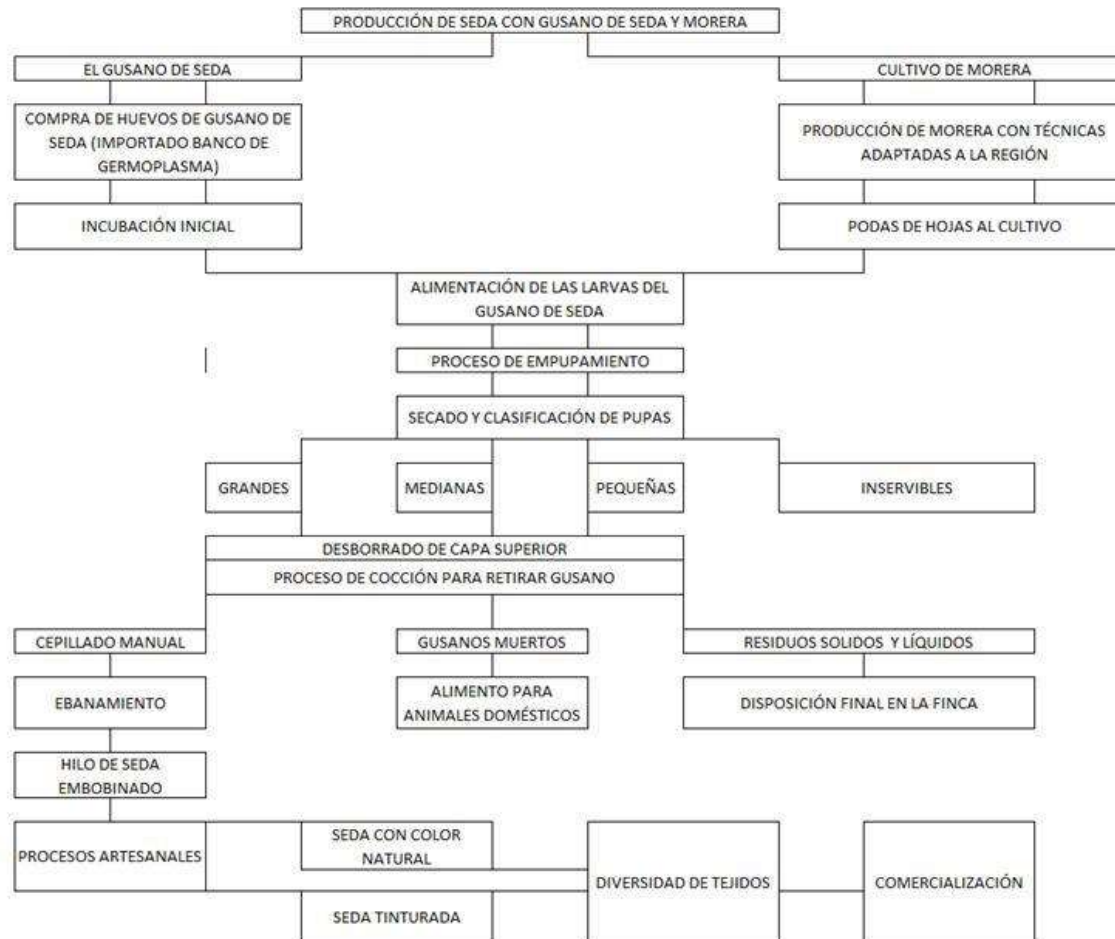 PRODUCCIÓN DE SEDA CON GUSANO DE SEDA Y MORERA
EL GUSANO DE SEDA
CULTIVO DE MORERA
COMPRA DE HUEVOS DE GUSANO DE
SEDA (IMPORTADO BANCO DE
GERMOPLASMA)
PRODUCCIÓN DE MORERA CON TÉCNICAS
ADAPTADAS A LA REGIÓN
INCUBACIÓN INICIAL
PODAS DE HOJAS AL CULTIVO
ALIMENTACIÓN DE LAS LARVAS DEL
GUSANO DE SEDA
PROCESO DE EMPUPAMIENTO
SECADO Y CLASIFICACIÓN DE PUPAS
GRANDES
MEDIANAS
PEQUEÑAS
INSERVIBLES
DESBORRADO DE CAPA SUPERIOR
PROCESO DE COCCIÓN PARA RETIRAR GUSANO
CEPILLADO MANUAL
GUSANOS MUERTOS
RESIDUOS SOLIDOS Y LÍQUIDOS
EBANAMIENTO
ALIMENTO PARA
ANIMALES DOMÉSTICOS
DISPOSICIÓN FINAL EN LA FINCA
HILO DE SEDA
EMBOBINADO
PROCESOS ARTESANALES
SEDA CON COLOR
NATURAL
SEDA TINTURADA
DIVERSIDAD DE TEJIDOS
COMERCIALIZACIÓN